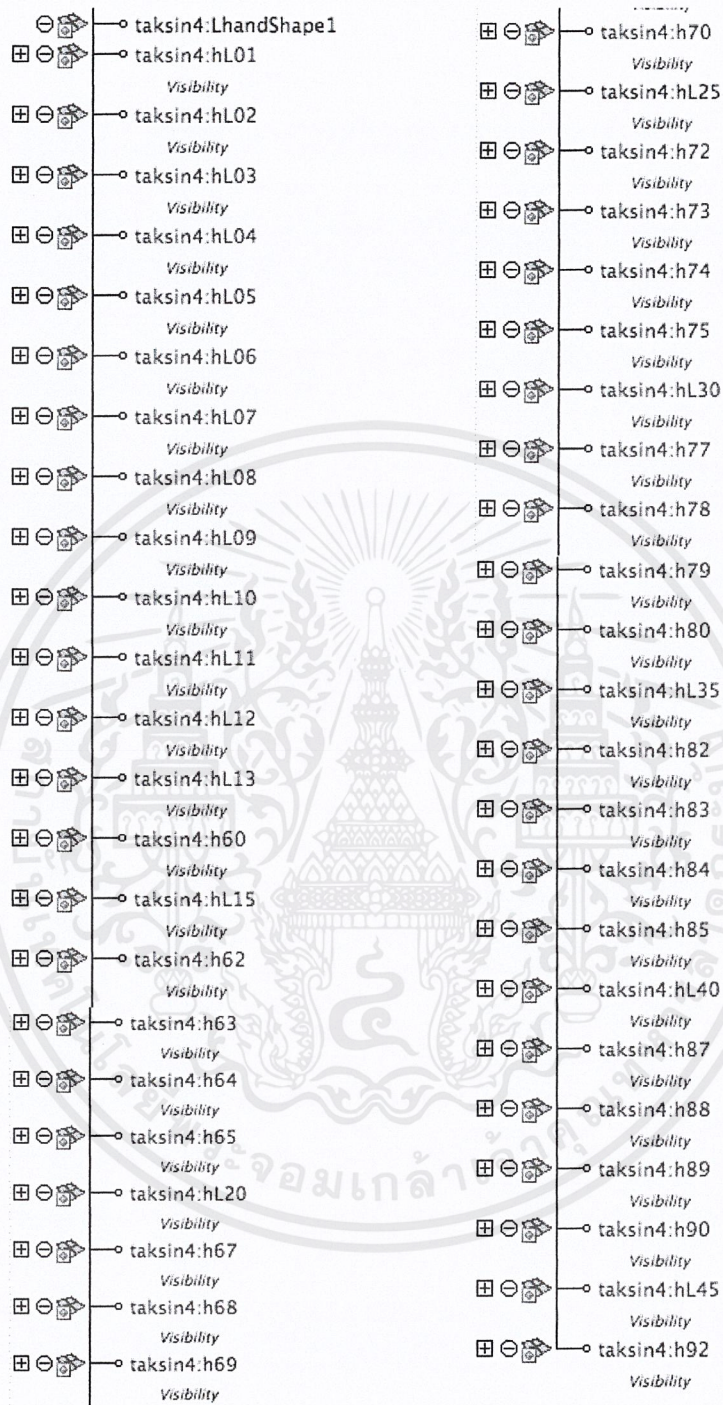 taksin4:LhandShape1
taksin4:hL01
Visibility
taksin4:hL02
Visibility
taksin4:hL03
Visibility
taksin4:hL04
Visibility
taksin4:hL05
Visibility
taksin4:hL06
Visibility
taksin4:hL07
Visibility
taksin4:hL08
Visibility
taksin4:hL09
Visibility
taksin4:hL10
Visibility
taksin4:hL11
Visibility
taksin4:hL12
Visibility
taksin4:hL13
Visibility
taksin4:h60
Visibility
taksin4:hL15
Visibility
taksin4:h62
Visibility
taksin4:h63
Visibility
taksin4:h64
Visibility
taksin4:h65
Visibility
taksin4:hL20
Visibility
taksin4:h67
Visibility
taksin4:h68
Visibility
taksin4:h69
Visibility
taksin4:h70
Visibility
taksin4:hL25
Visibility
taksin4:h72
Visibility
taksin4:h73
Visibility
taksin4:h74
Visibility
taksin4:h75
Visibility
taksin4:hL30
Visibility
taksin4:h77
Visibility
taksin4:h78
Visibility
taksin4:h79
Visibility
taksin4:h80
Visibility
taksin4:hL35
Visibility
taksin4:h82
Visibility
taksin4:h83
Visibility
taksin4:h84
Visibility
taksin4:h85
Visibility
taksin4:hL40
Visibility
taksin4:h87
Visibility
taksin4:h88
Visibility
taksin4:h89
Visibility
taksin4:h90
Visibility
taksin4:hL45
Visibility
taksin4:h92
Visibility